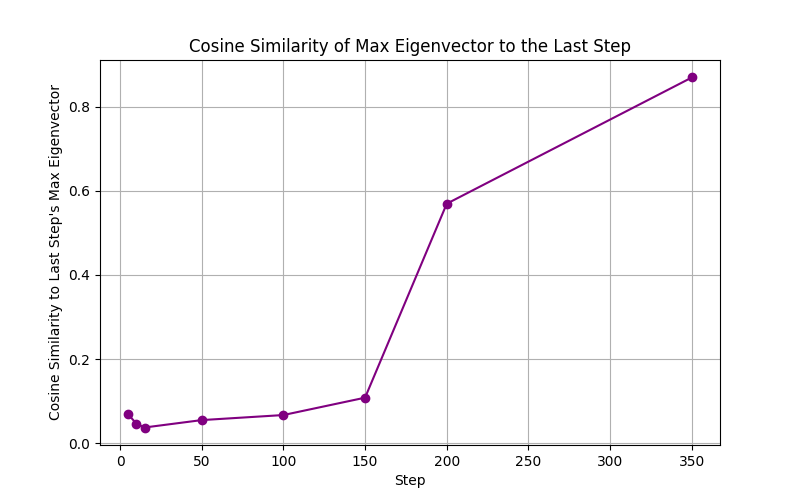 Cosine Similarity of Max Eigenvector to the Last Step
Cosine Similarity to Last Step's Max Eigenvector
0.8
0.6
0.4
0.2
0.0
0 50 100 150 200 250 300 350
Step